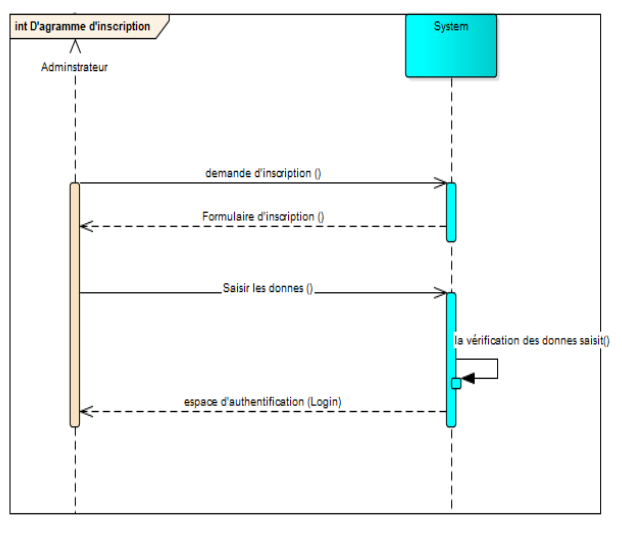 int D'agramme d'inscription
System
Adminstrateur
demande d'inscription ()
Formulaire d'inscription ()
Saisir les donnes ()
la vérification des donnes saisit()
espace d'authentification (Login)